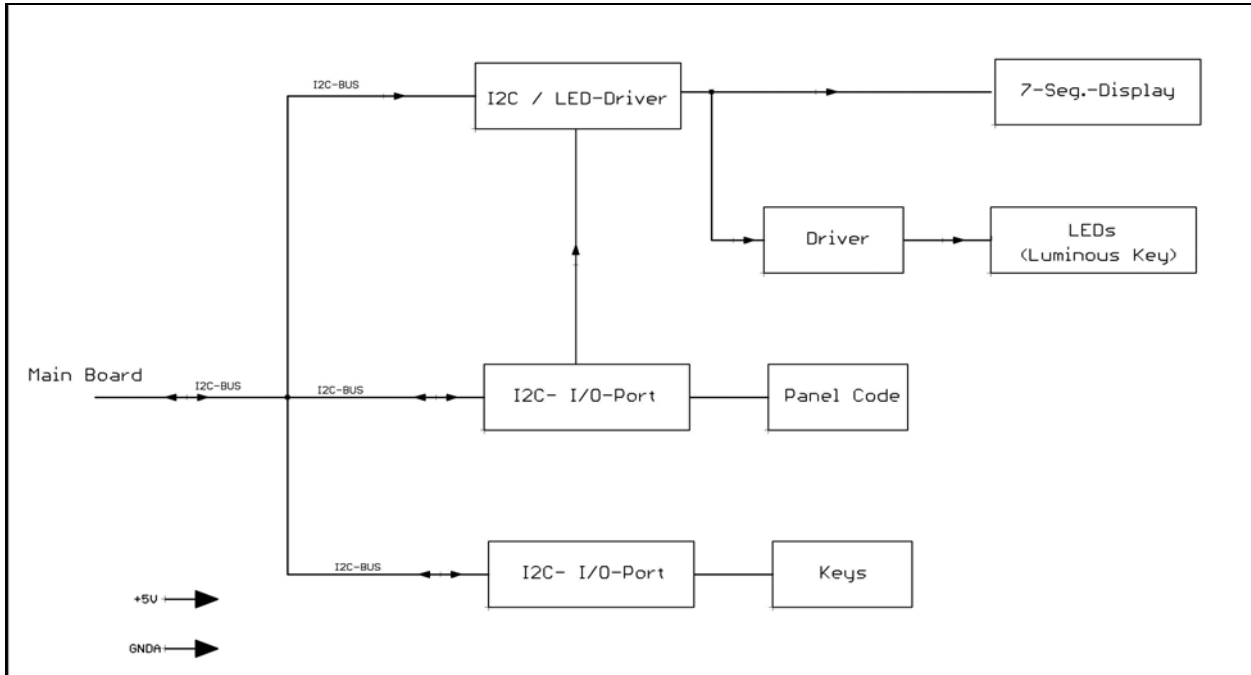 I2C-BUS
I2C / LED-Driver
7-Seg.-Display
Driver
LEDs
(Luminous Key)
Main Board
I2C-BUS
I2C-BUS
I2C- I/O-Port
Panel Code
I2C-BUS
I2C- I/O-Port
Keys
+5V
GNDA